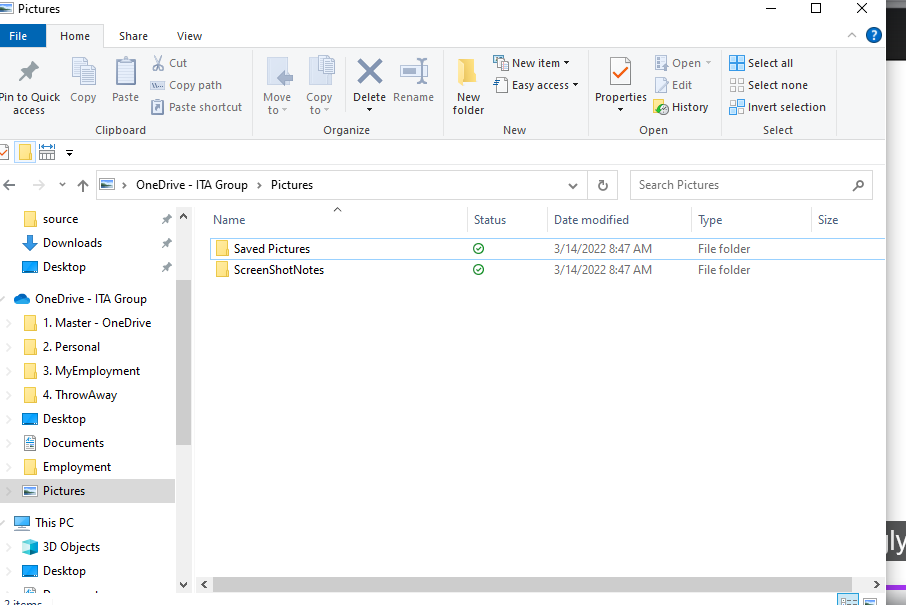 Pictures
File Home Share View
Pin to Quick access
Copy
Paste
Cut
Copy path
Paste shortcut
Clipboard
Move to
Copy to
Delete
Rename
Organize
New folder
New item
Easy access
New
Properties
Open
Edit
History
Open
Select all
Select none
Invert selection
Select
OneDrive - ITA Group > Pictures
Search Pictures
Name Status Date modified Type Size
Saved Pictures 3/14/2022 8:47 AM File folder
ScreenShotNotes 3/14/2022 8:47 AM File folder
source
Downloads
Desktop
OneDrive - ITA Group
1. Master - OneDrive
2. Personal
3. MyEmployment
4. ThrowAway
Desktop
Documents
Employment
Pictures
This PC
3D Objects
Desktop
2 items